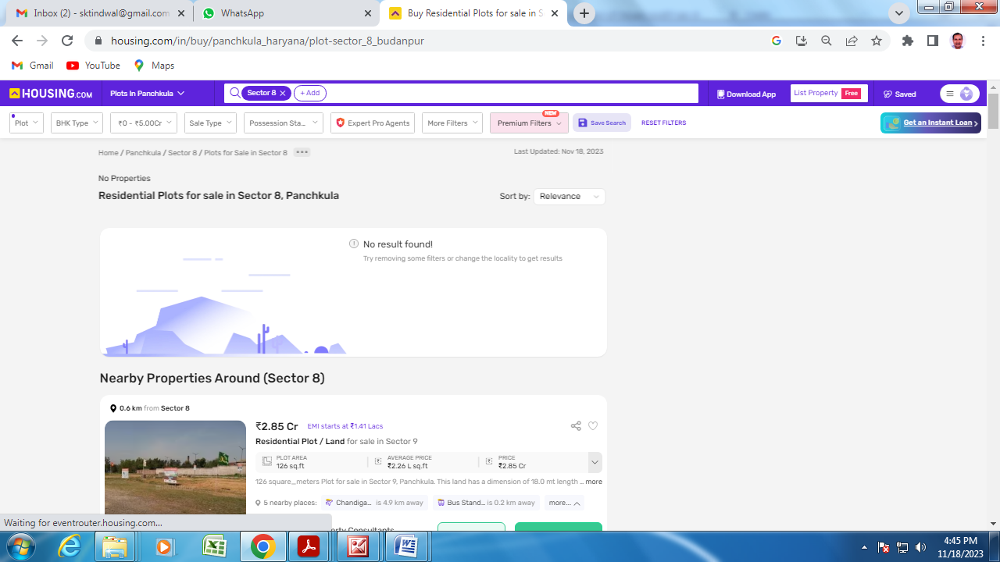 Inbox (2) - sktindwal@gmail.com
WhatsApp
Buy Residential Plots for sale in S
housing.com/in/buy/panchkula_haryana/plot-sector_8_budanpur
Gmail
YouTube
Maps
HOUSING.COM
Plots In Panchkula
Sector 8
+ Add
Download App
List Property Free
Saved
Plot
BHK Type
₹0 - ₹5.00Cr
Sale Type
Possession Sta...
Expert Pro Agents
More Filters
NEW
Premium Filters
Save Search
RESET FILTERS
Get an Instant Loan
Home / Panchkula / Sector 8 / Plots for Sale in Sector 8
Last Updated: Nov 18, 2023
No Properties
Residential Plots for sale in Sector 8, Panchkula
Sort by: Relevance
No result found!
Try removing some filters or change the locality to get results
Nearby Properties Around (Sector 8)
0.6 km from Sector 8
₹2.85 Cr EMI starts at ₹1.41 Lacs
Residential Plot / Land for sale in Sector 9
PLOT AREA
126 sq.ft
AVERAGE PRICE
₹2.26 L sq.ft
PRICE
₹2.85 Cr
126 square_meters Plot for sale in Sector 9, Panchkula. This land has a dimension of 18.0 mt length ... more
5 nearby places: Chandiga... is 4.9 km away Bus Stand... is 0.2 km away more...
Consultants
Waiting for eventrouter.housing.com...
4:45 PM
11/18/2023